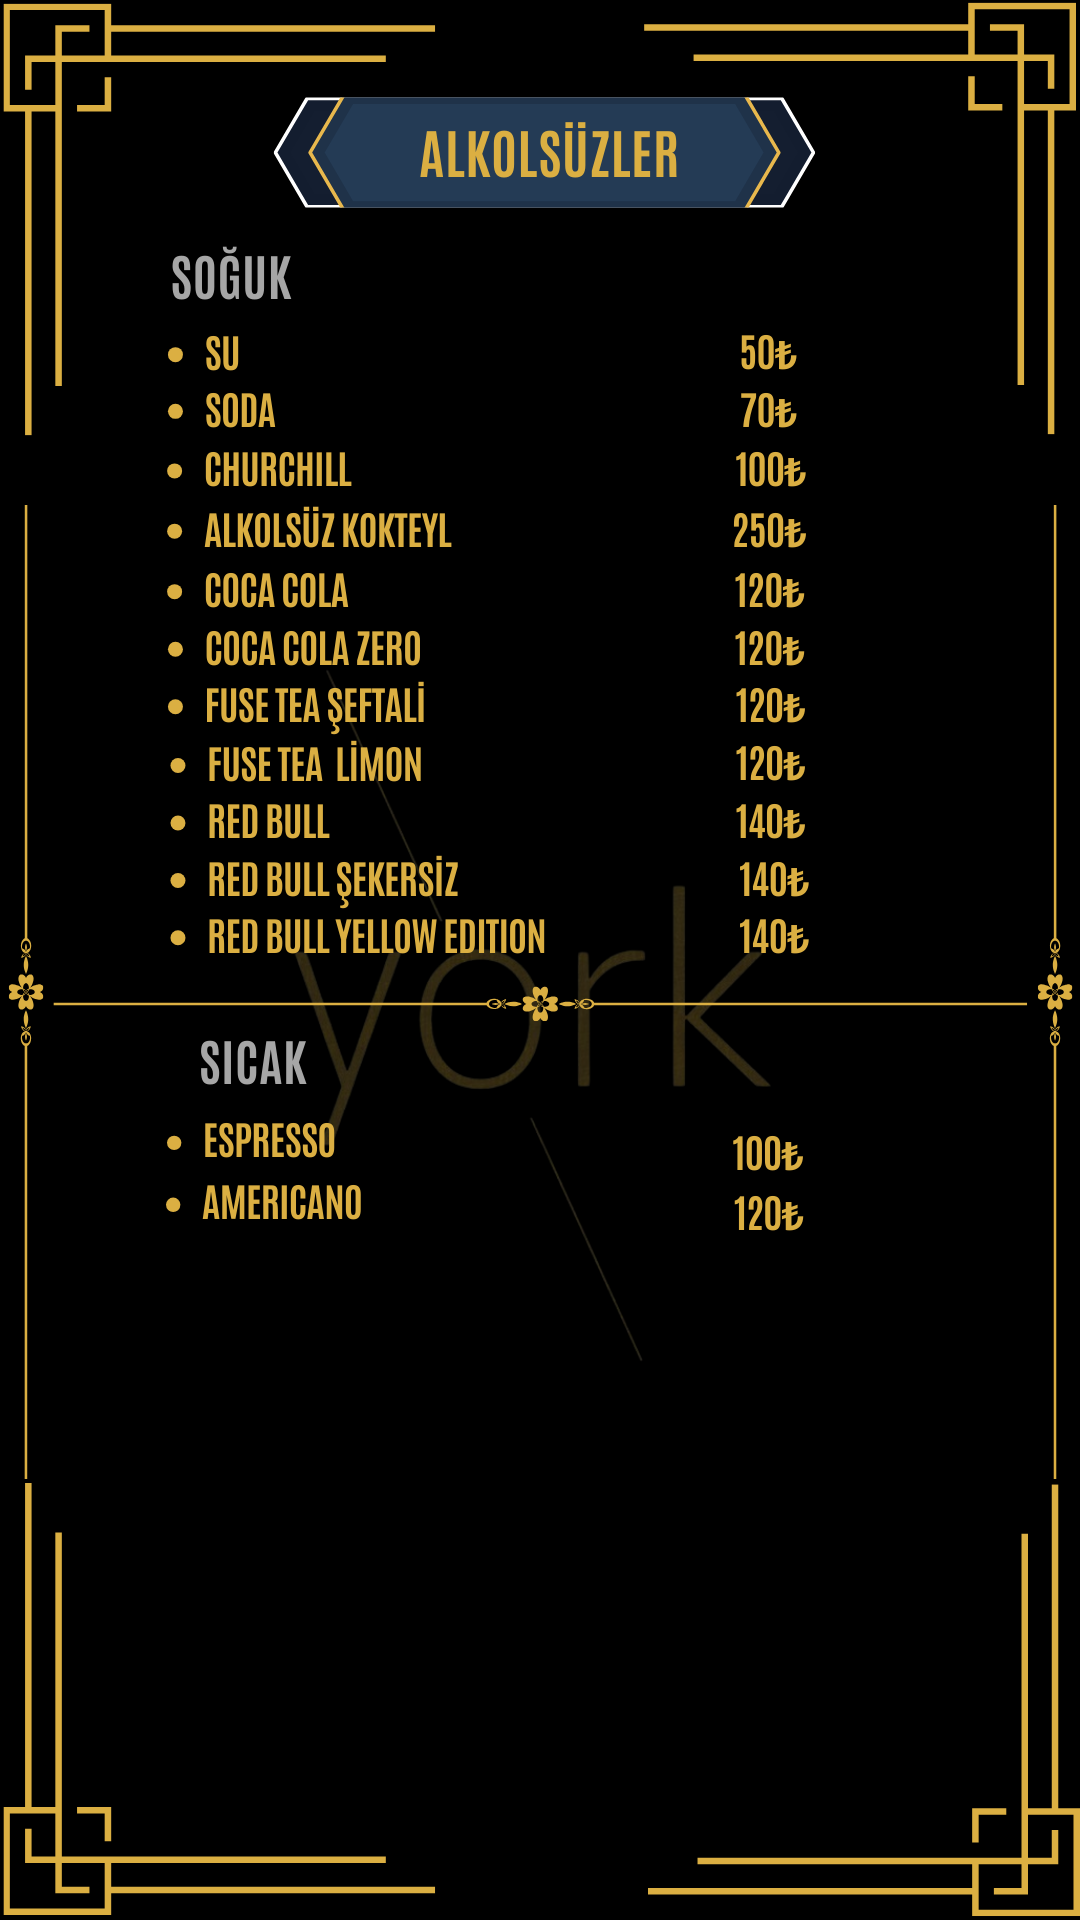 ALKOLSÜZLER
SOĞUK
• SU 50₺
• SODA 70₺
• CHURCHILL 100₺
• ALKOLSÜZ KOKTEYL 250₺
• COCA COLA 120₺
• COCA COLA ZERO 120₺
• FUSE TEA ŞEFTALİ 120₺
• FUSE TEA LİMON 120₺
• RED BULL 140₺
• RED BULL ŞEKERSİZ 140₺
• RED BULL YELLOW EDITION 140₺
york
SICAK
• ESPRESSO 100₺
• AMERICANO 120₺